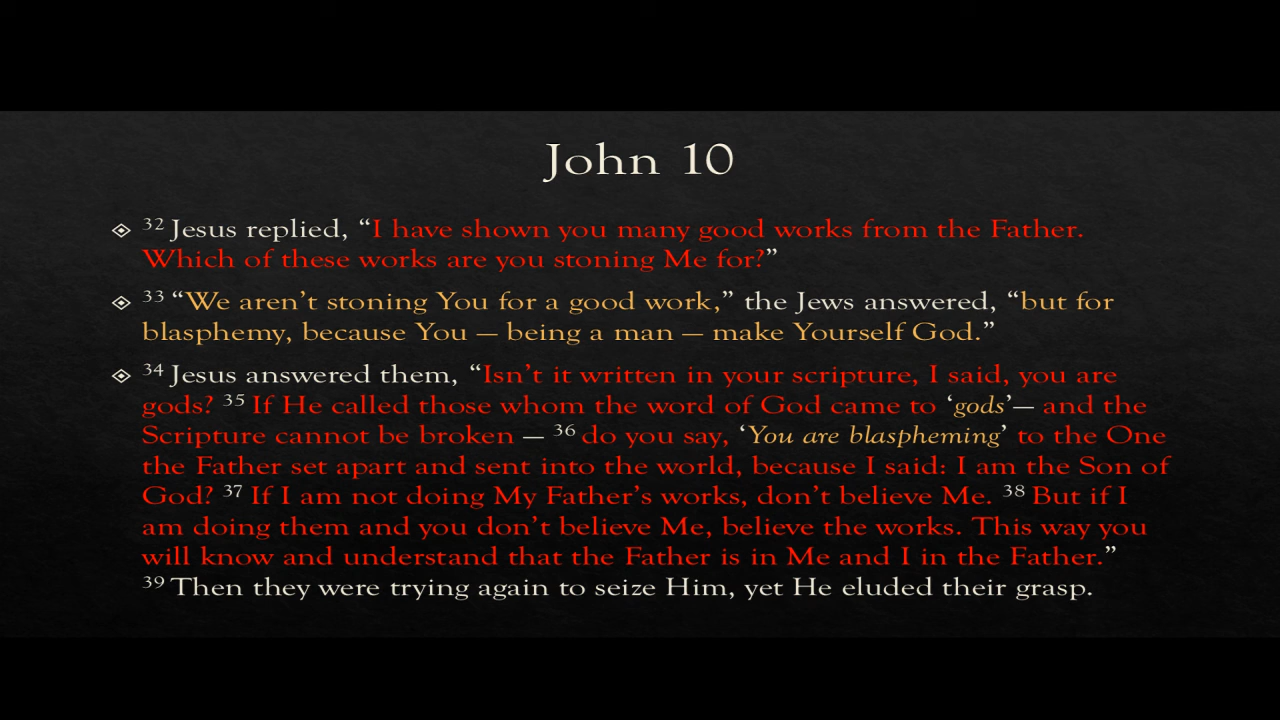 John 10
32 Jesus replied, “I have shown you many good works from the Father.
Which of these works are you stoning Me for?”
33 “We aren’t stoning You for a good work,” the Jews answered, “but for
blasphemy, because You — being a man — make Yourself God.”
34 Jesus answered them, “Isn’t it written in your scripture, I said, you are
gods? 35 If He called those whom the word of God came to ‘gods’— and the
Scripture cannot be broken — 36 do you say, ‘You are blaspheming’ to the One
the Father set apart and sent into the world, because I said: I am the Son of
God? 37 If I am not doing My Father’s works, don’t believe Me. 38 But if I
am doing them and you don’t believe Me, believe the works. This way you
will know and understand that the Father is in Me and I in the Father.”
39 Then they were trying again to seize Him, yet He eluded their grasp.